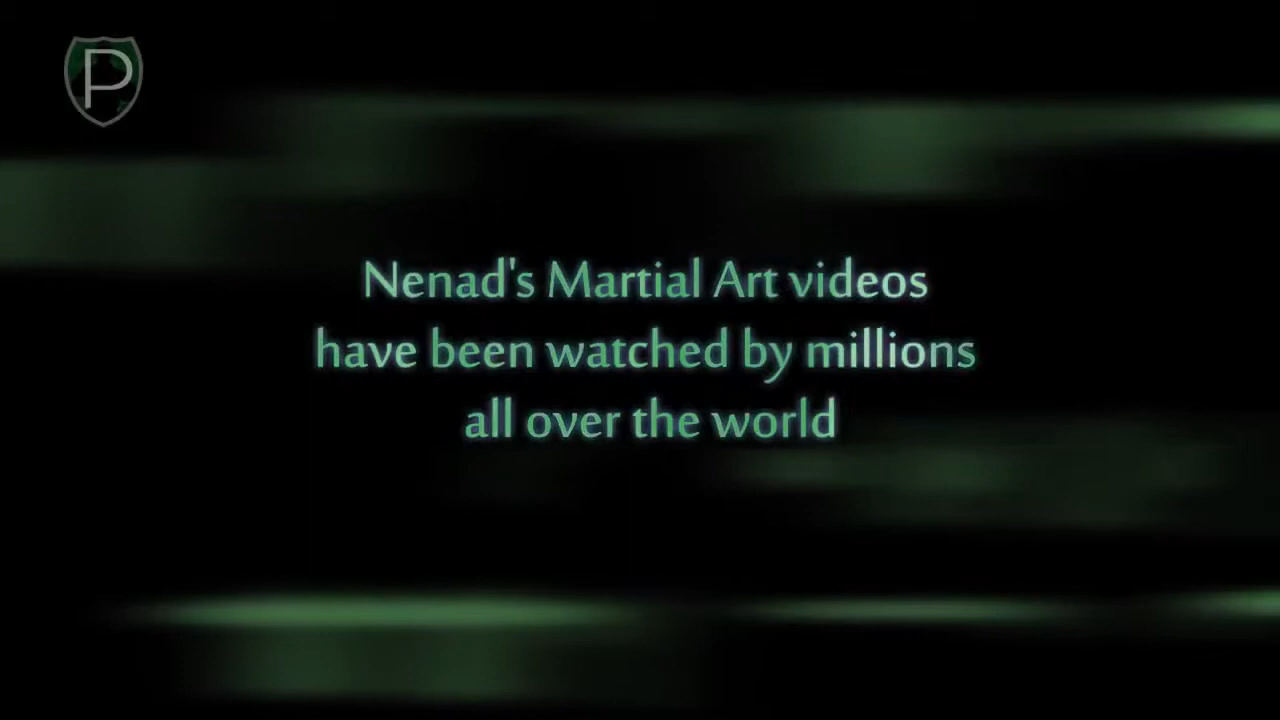 P
Nenad's Martial Art videos
have been watched by millions
all over the world